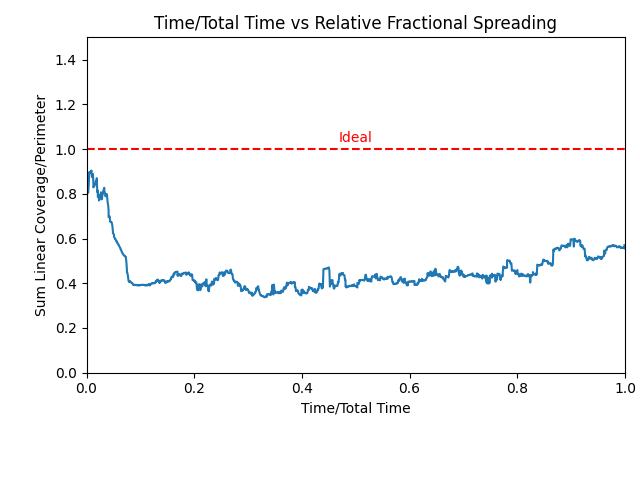 Time/Total Time vs Relative Fractional Spreading
Sum Linear Coverage/Perimeter
1.4
1.2
1.0
0.8
0.6
0.4
0.2
0.0
Ideal
0.0 0.2 0.4 0.6 0.8 1.0
Time/Total Time